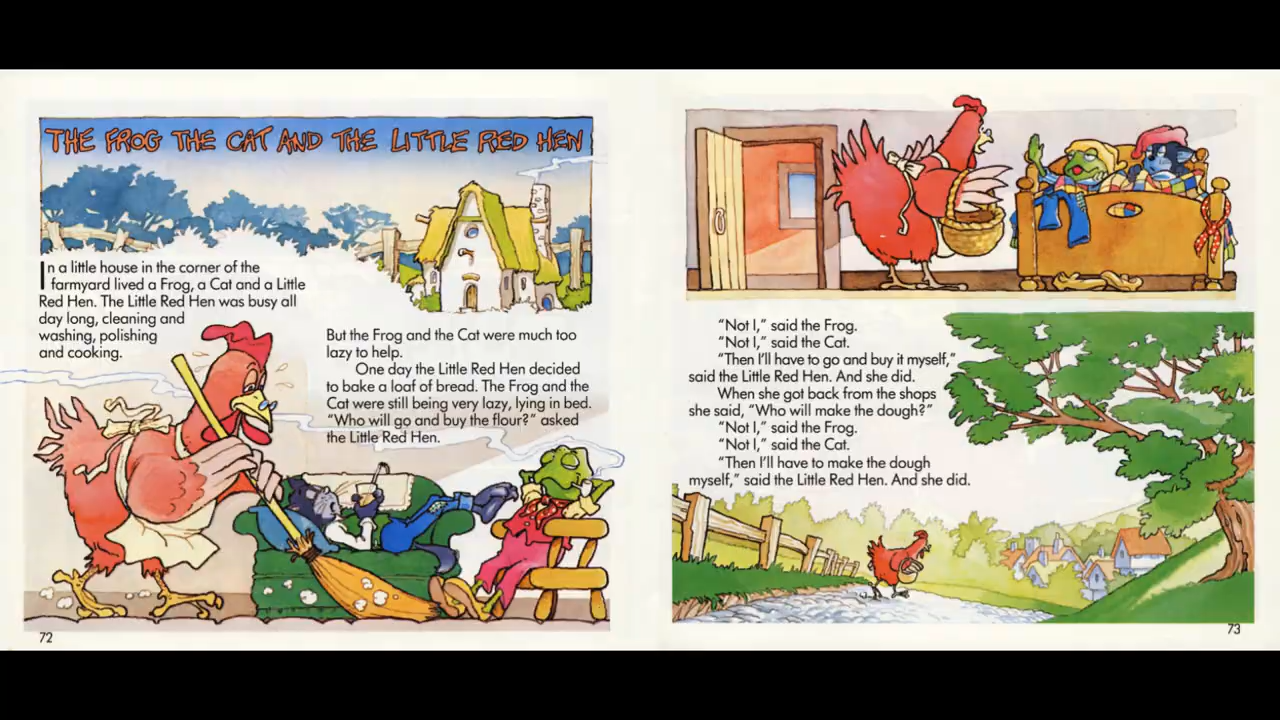 THE FROG THE CAT AND THE LITTLE RED HEN
In a little house in the corner of the
farmyard lived a Frog, a Cat and a Little
Red Hen. The Little Red Hen was busy all
day long, cleaning and
washing, polishing
and cooking.
But the Frog and the Cat were much too
lazy to help.
One day the Little Red Hen decided
to bake a loaf of bread. The Frog and the
Cat were still being very lazy, lying in bed.
“Who will go and buy the flour?” asked
the Little Red Hen.
72
“Not I,” said the Frog.
“Not I,” said the Cat.
“Then I’ll have to go and buy it myself,”
said the Little Red Hen. And she did.
When she got back from the shops
she said, “Who will make the dough?”
“Not I,” said the Frog.
“Not I,” said the Cat.
“Then I’ll have to make the dough
myself,” said the Little Red Hen. And she did.
73